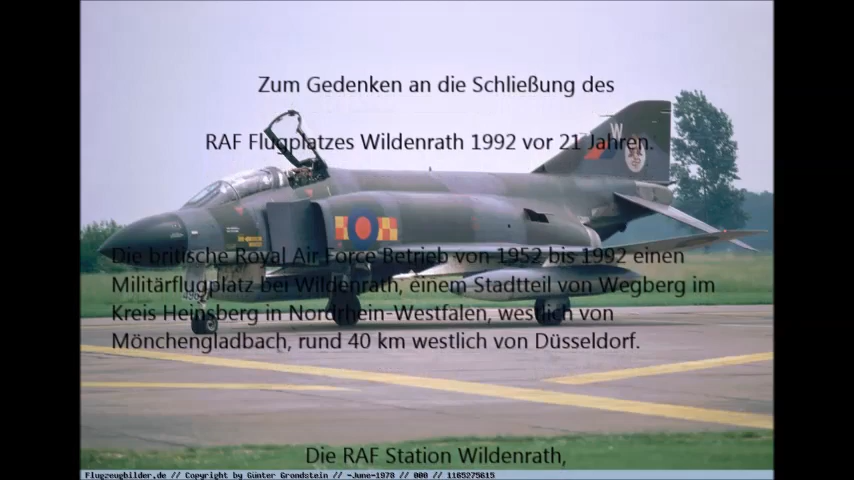 Zum Gedenken an die Schließung des
RAF Flugplatzes Wildenrath 1992 vor 21 Jahren.
W
Die britische Royal Air Force Betrieb von 1952 bis 1992 einen
Militärflugplatz bei Wildenrath, einem Stadtteil von Wegberg im
Kreis Heinsberg in Nordrhein-Westfalen, westlich von
Mönchengladbach, rund 40 km westlich von Düsseldorf.
Die RAF Station Wildenrath,
Flugzeugbilder.de // Copyright by Günter Grondstein // -June-1978 // 000 // 1165275615